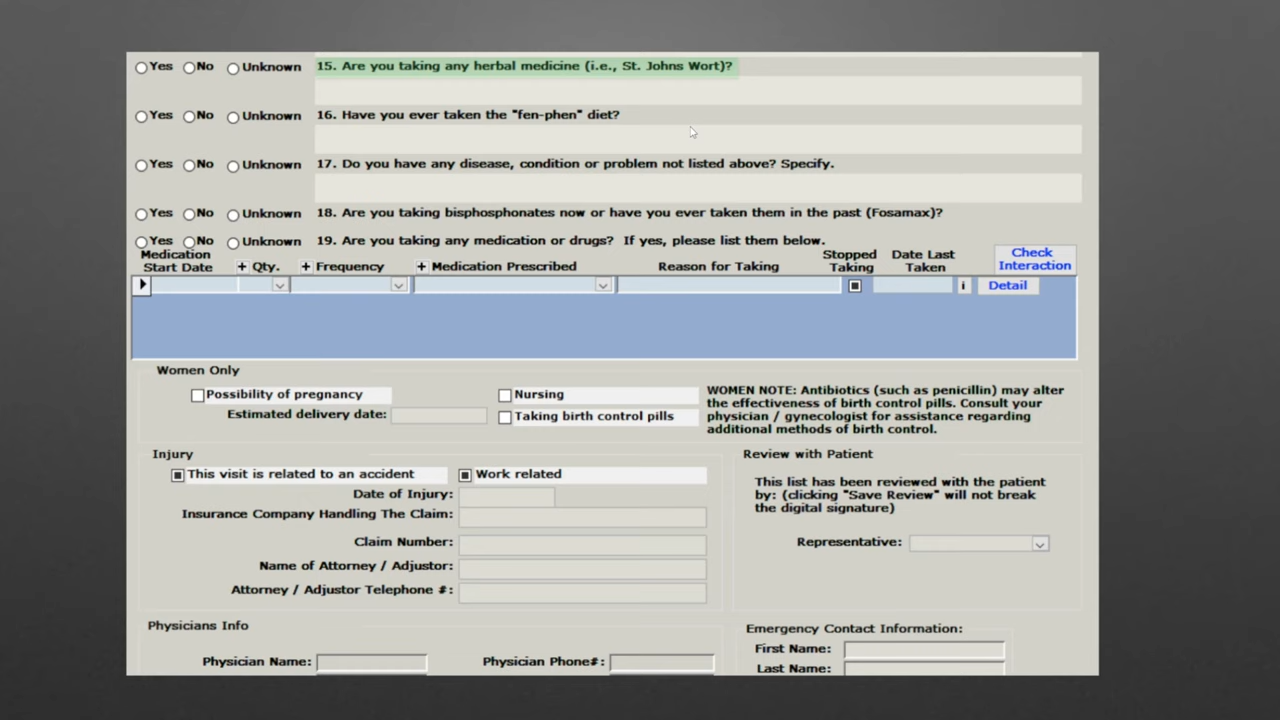 Yes No Unknown 15. Are you taking any herbal medicine (i.e., St. Johns Wort)?
Yes No Unknown 16. Have you ever taken the "fen-phen" diet?
Yes No Unknown 17. Do you have any disease, condition or problem not listed above? Specify.
Yes No Unknown 18. Are you taking bisphosphonates now or have you ever taken them in the past (Fosamax)?
Yes No Unknown 19. Are you taking any medication or drugs? If yes, please list them below.
Medication Start Date + Qty. + Frequency + Medication Prescribed Reason for Taking Stopped Taking Date Last Taken Check Interaction
i Detail
Women Only
Possibility of pregnancy
Estimated delivery date:
Nursing
Taking birth control pills
WOMEN NOTE: Antibiotics (such as penicillin) may alter
the effectiveness of birth control pills. Consult your
physician / gynecologist for assistance regarding
additional methods of birth control.
Injury
This visit is related to an accident Work related
Date of Injury:
Insurance Company Handling The Claim:
Claim Number:
Name of Attorney / Adjustor:
Attorney / Adjustor Telephone #:
Review with Patient
This list has been reviewed with the patient
by: (clicking "Save Review" will not break
the digital signature)
Representative:
Physicians Info
Physician Name: Physician Phone#:
Emergency Contact Information:
First Name:
Last Name: